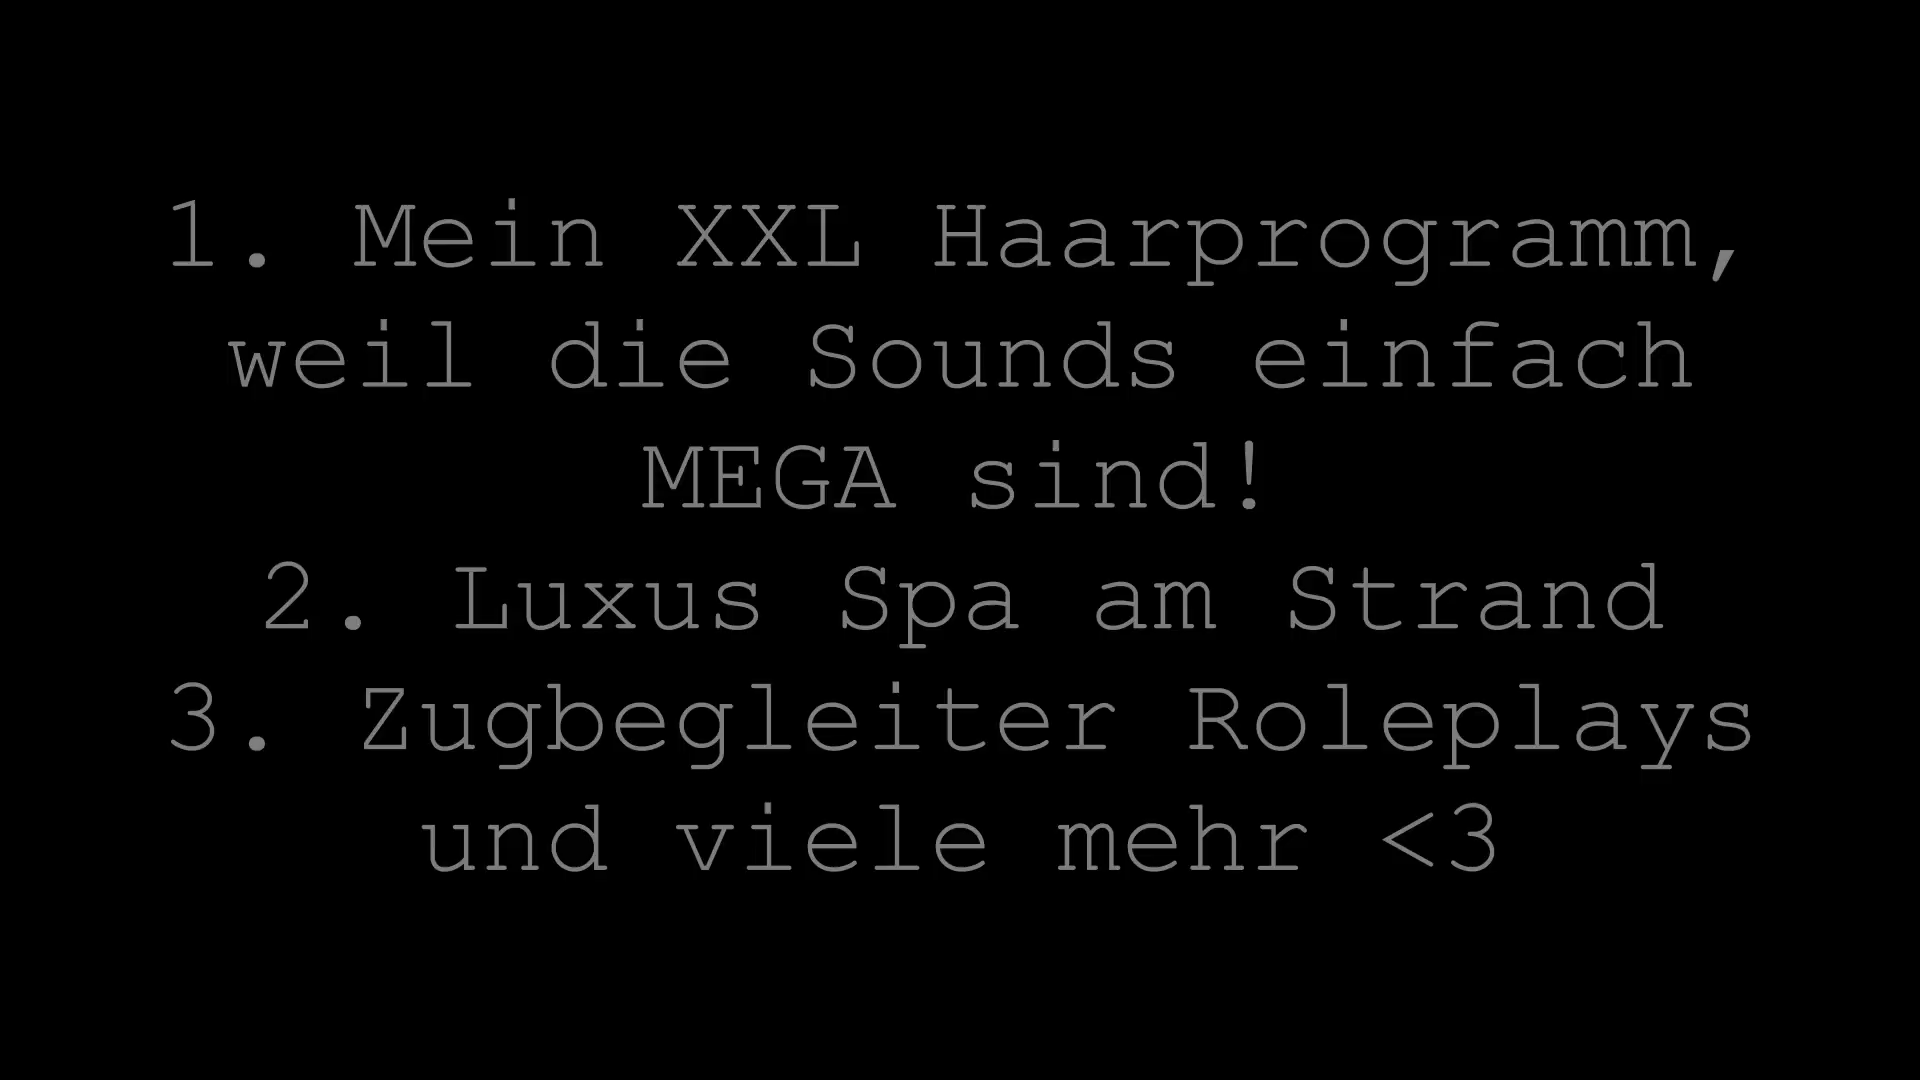 1. Mein XXL Haarprogramm,
weil die Sounds einfach
MEGA sind!
2. Luxus Spa am Strand
3. Zugbegleiter Roleplays
und viele mehr <3